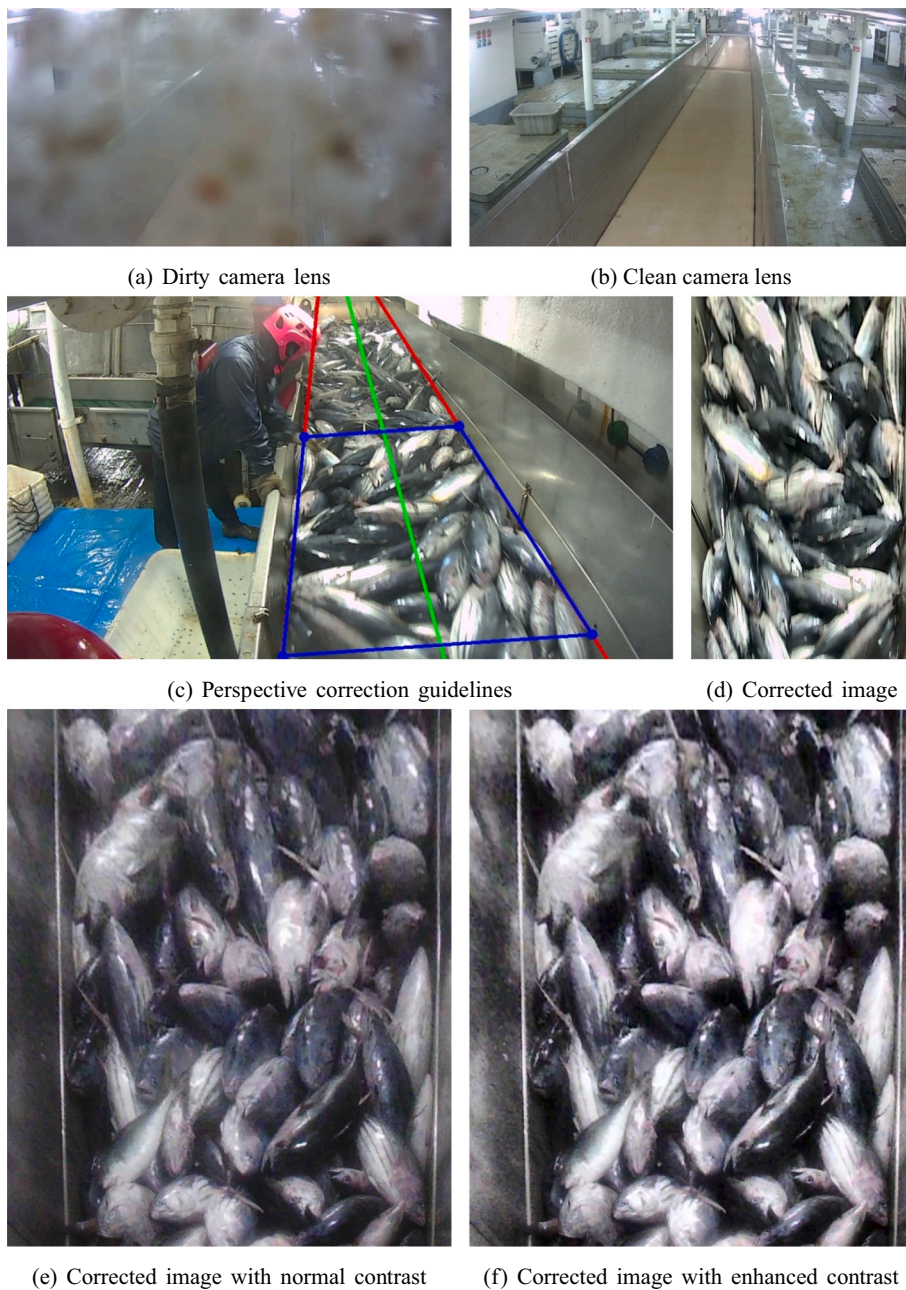 (a) Dirty camera lens
(b) Clean camera lens
(c) Perspective correction guidelines
(d) Corrected image
(e) Corrected image with normal contrast
(f) Corrected image with enhanced contrast